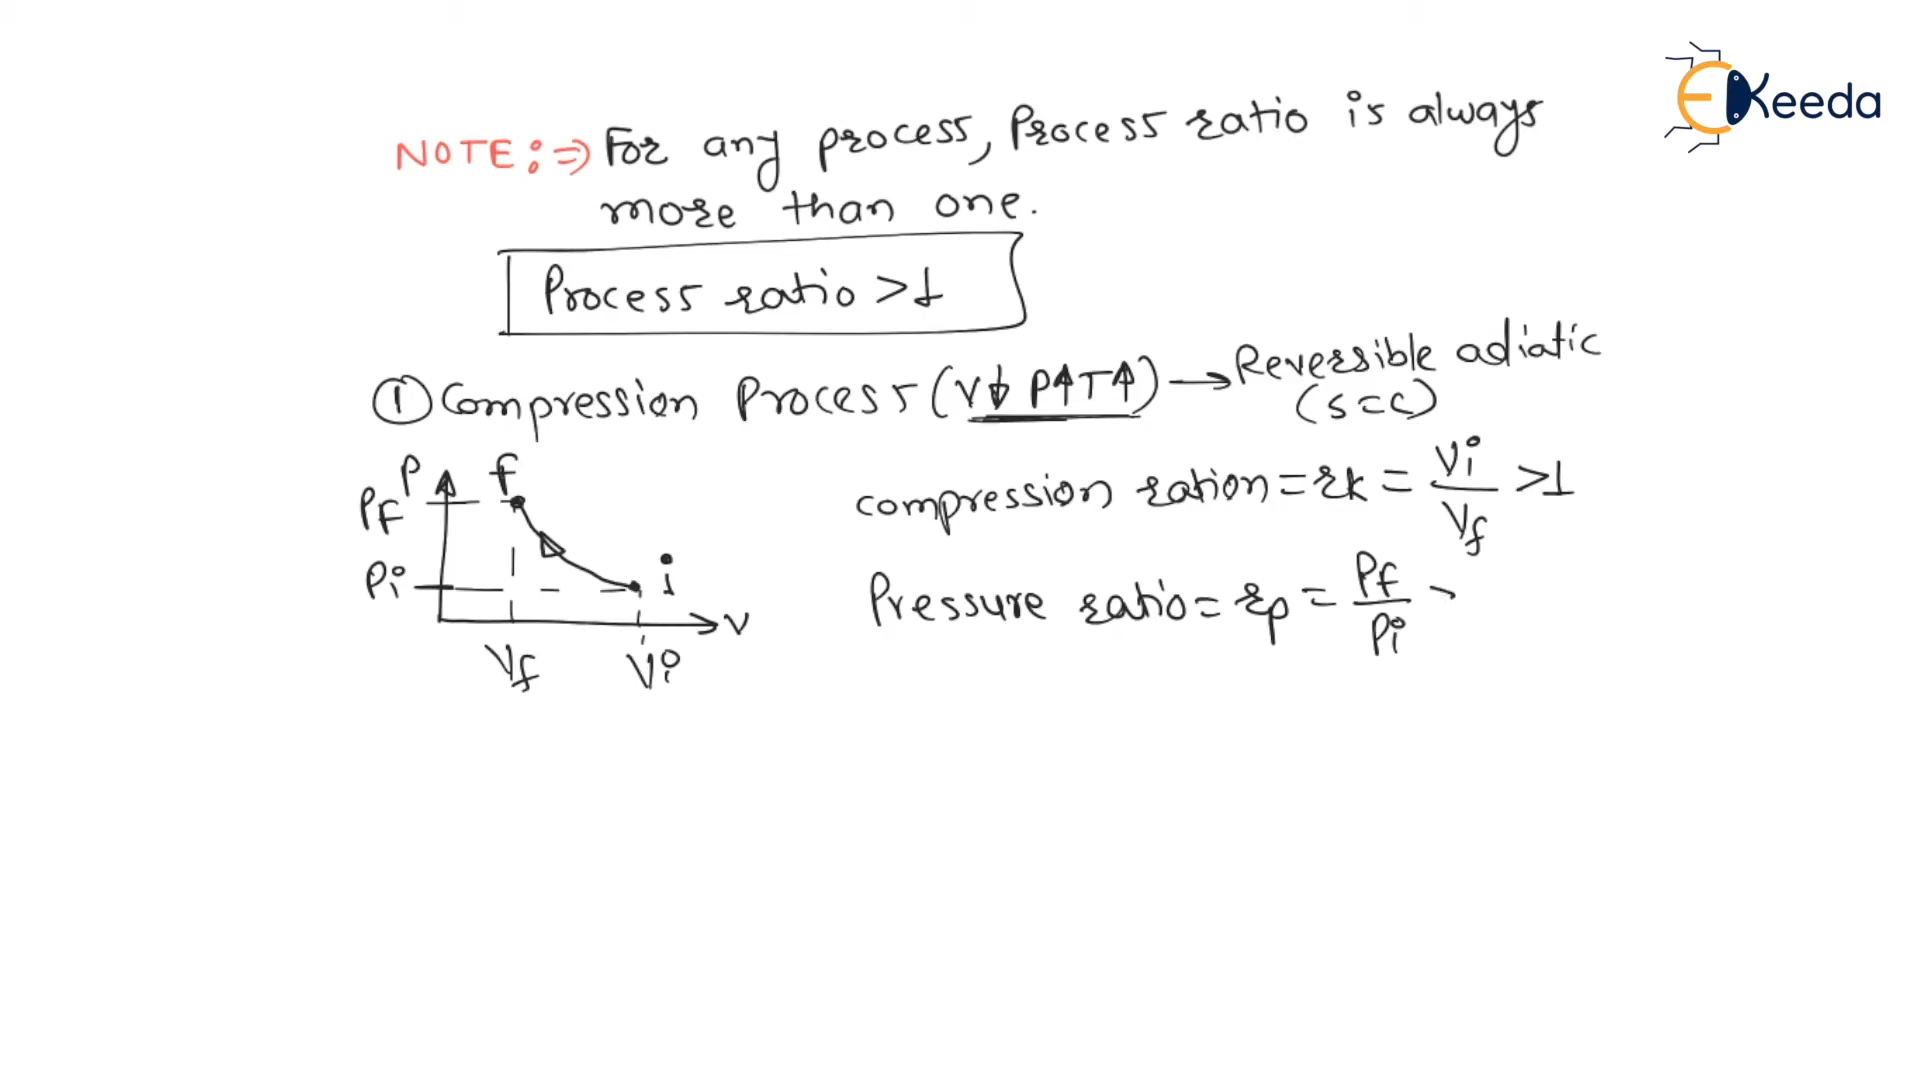 EKeeda
NOTE:⇒ For any process, Process ratio is always
more than one.
Process ratio >1
① Compression Process (V↓ P↑T↑) → Reversible adiatic
(s=c)
P
f
Pf
Pi
i
V
Vf
Vi
compression ration = rk = Vi/Vf >1
Pressure ratio = rp = Pf/Pi >